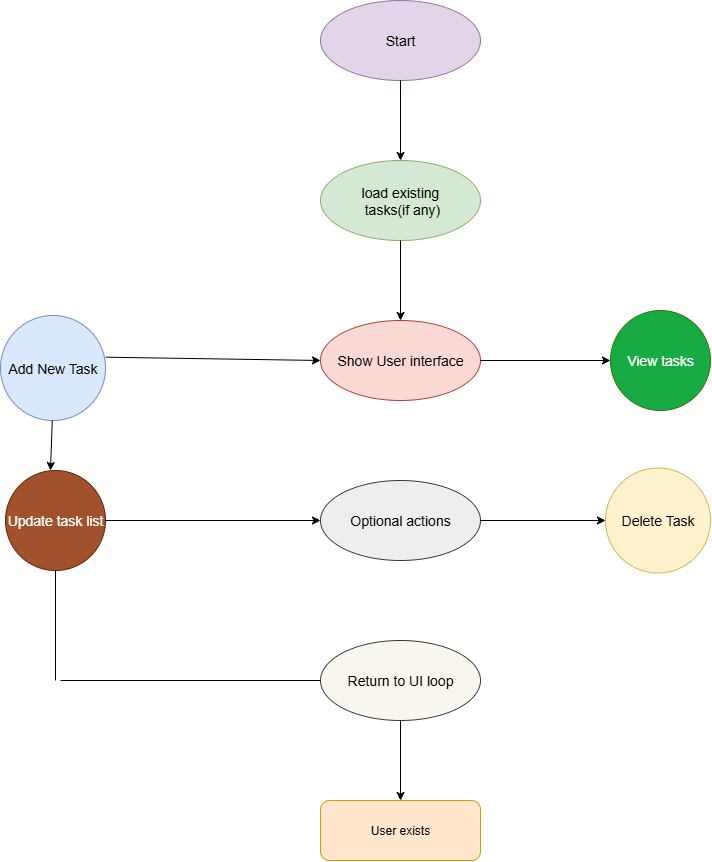 Start
load existing
tasks(if any)
Add New Task
Show User interface
View tasks
Update task list
Optional actions
Delete Task
Return to UI loop
User exists